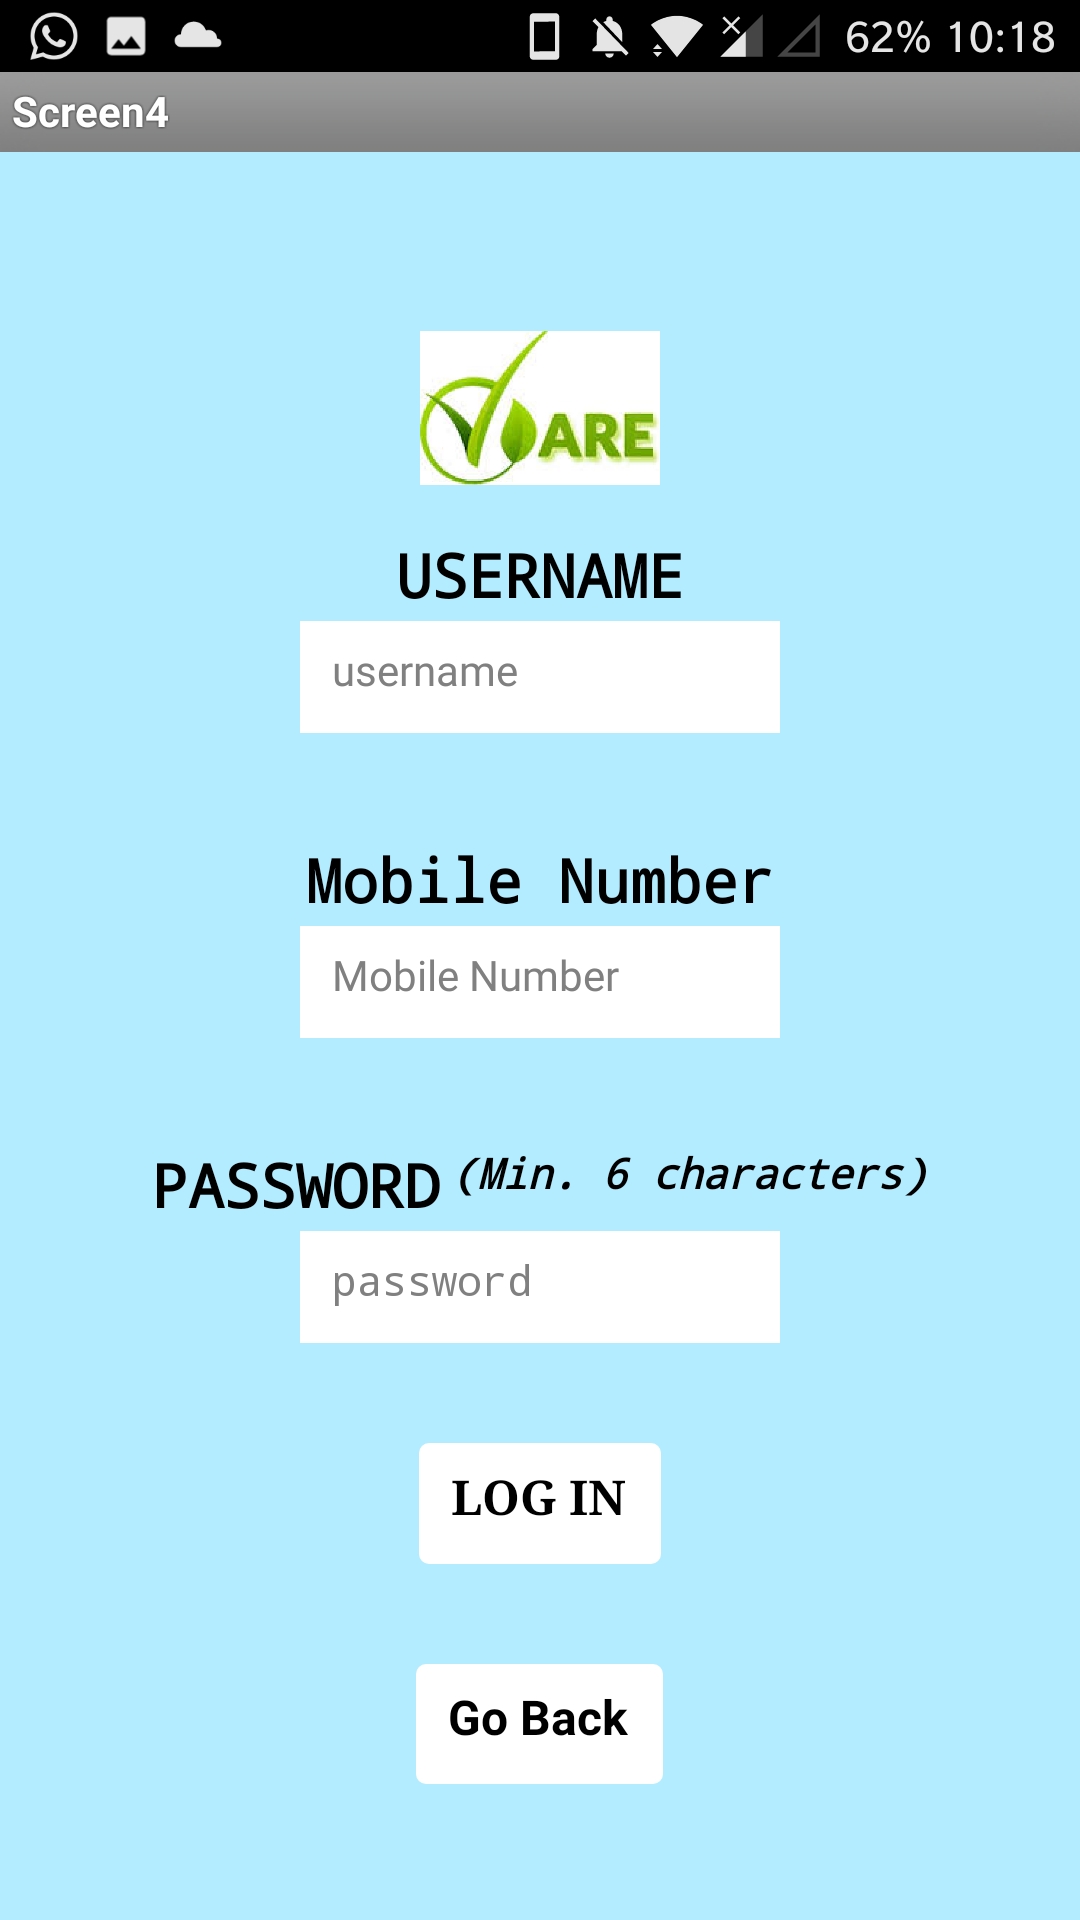 62% 10:18
Screen4
ARE
USERNAME
username
Mobile Number
Mobile Number
PASSWORD (Min. 6 characters)
password
LOG IN
Go Back